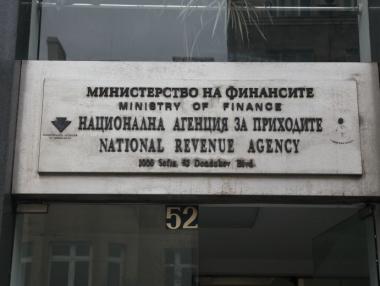 МИНИСТЕРСТВО НА ФИНАНСИТЕ
MINISTRY OF FINANCE
НАЦИОНАЛНА АГЕНЦИЯ ЗА ПРИХОДИТЕ
NATIONAL REVENUE AGENCY
1000 Sofia, 52 Dondukov Blvd.
52